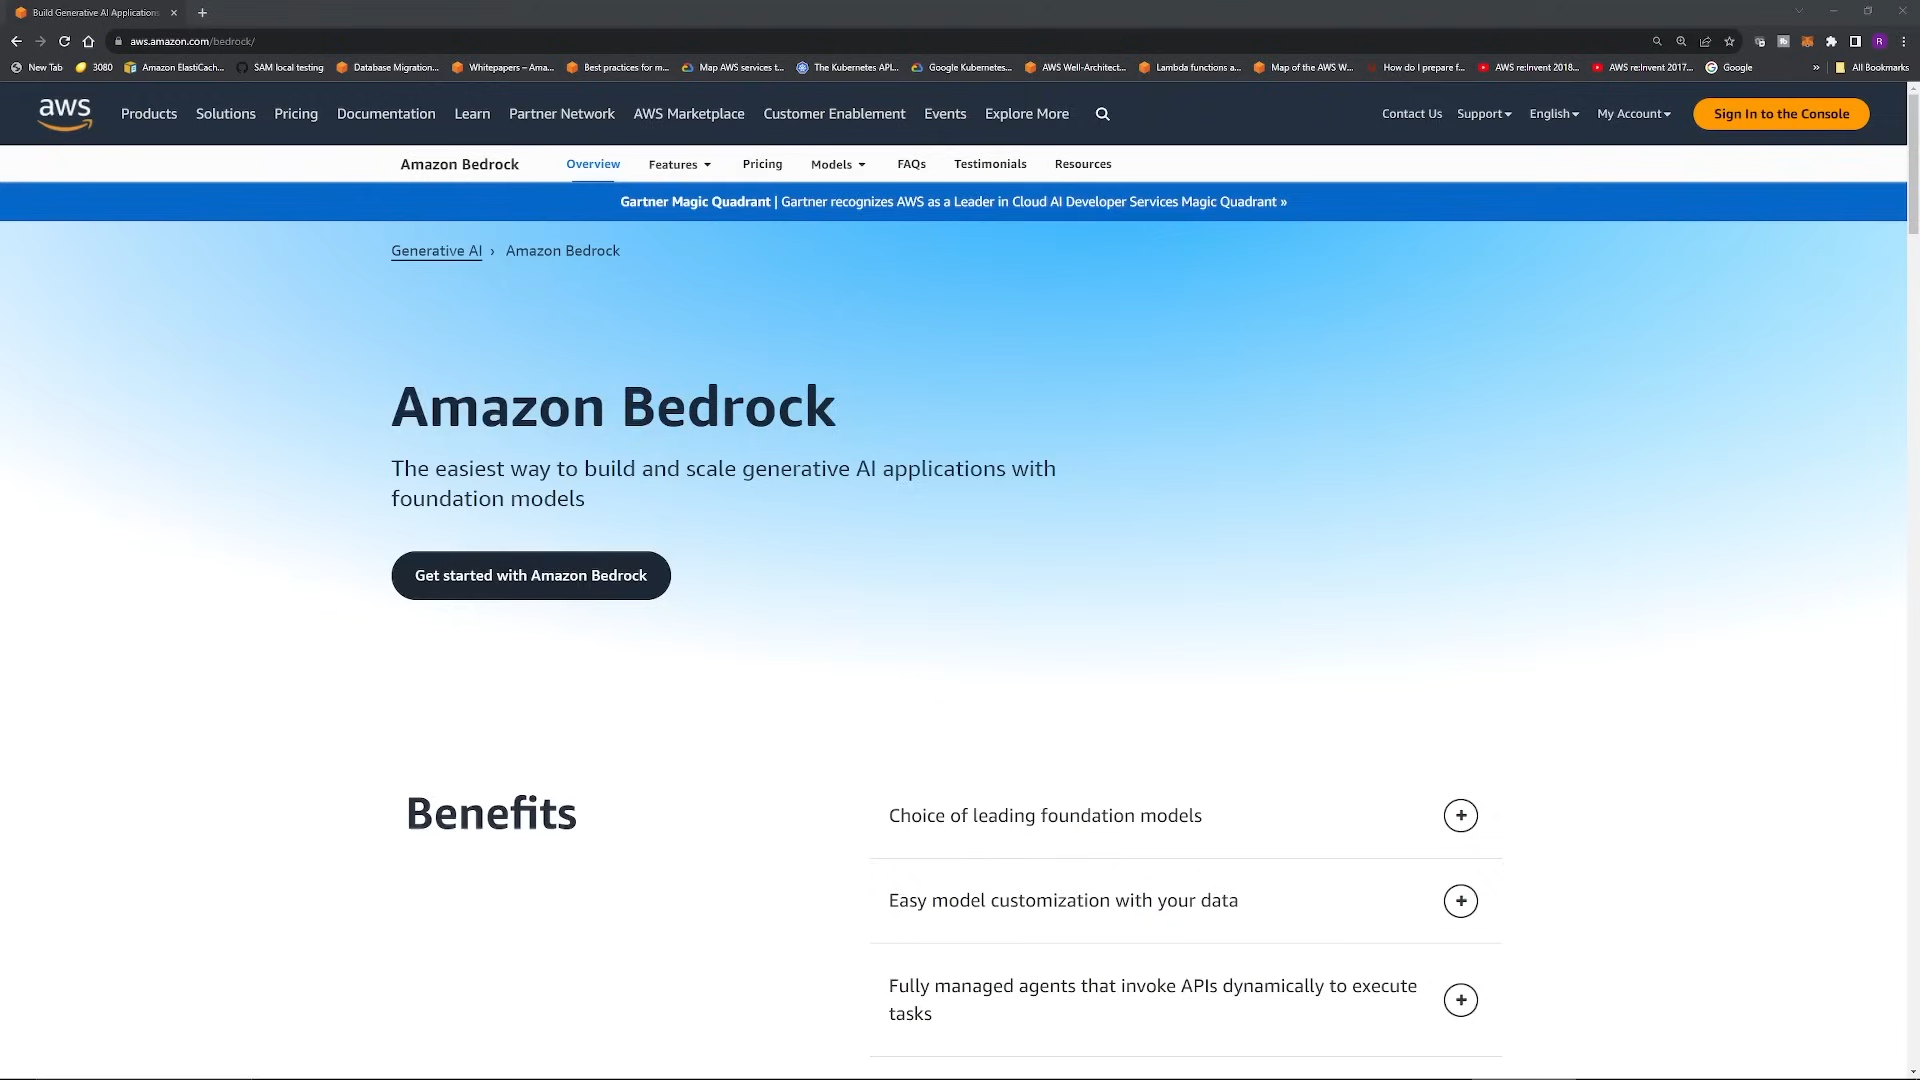 Build Generative AI Applications
aws.amazon.com/bedrock/
R
New Tab
3080
Amazon ElastiCach...
SAM local testing
Database Migration...
Whitepapers – Ama...
Best practices for m...
Map AWS services t...
The Kubernetes API...
Google Kubernetes...
AWS Well-Architect...
Lambda functions a...
Map of the AWS W...
How do I prepare f...
AWS re:Invent 2018...
AWS re:Invent 2017...
Google
»
All Bookmarks
aws
Products
Solutions
Pricing
Documentation
Learn
Partner Network
AWS Marketplace
Customer Enablement
Events
Explore More
Contact Us
Support
English
My Account
Sign In to the Console
Amazon Bedrock
Overview
Features
Pricing
Models
FAQs
Testimonials
Resources
Gartner Magic Quadrant | Gartner recognizes AWS as a Leader in Cloud AI Developer Services Magic Quadrant »
Generative AI › Amazon Bedrock
Amazon Bedrock
The easiest way to build and scale generative AI applications with
foundation models
Get started with Amazon Bedrock
Benefits
Choice of leading foundation models
Easy model customization with your data
Fully managed agents that invoke APIs dynamically to execute
tasks